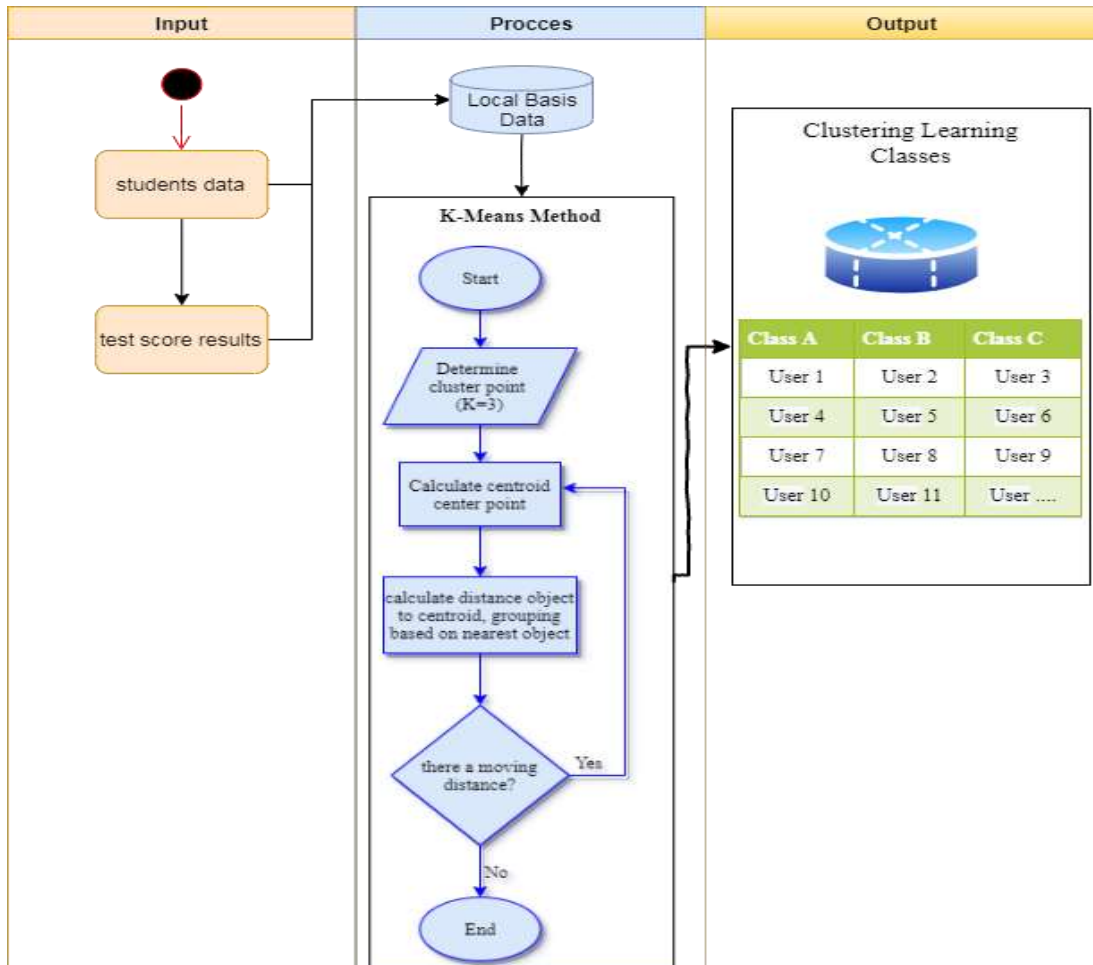 Input
Procces
Output
students data
test score results
Local Basis
Data
K-Means Method
Start
Determine
cluster point
(K=3)
Calculate centroid
center point
calculate distance object
to centroid, grouping
based on nearest object
there a moving
distance?
Yes
No
End
Clustering Learning
Classes
Class A Class B Class C
User 1 User 2 User 3
User 4 User 5 User 6
User 7 User 8 User 9
User 10 User 11 User ....